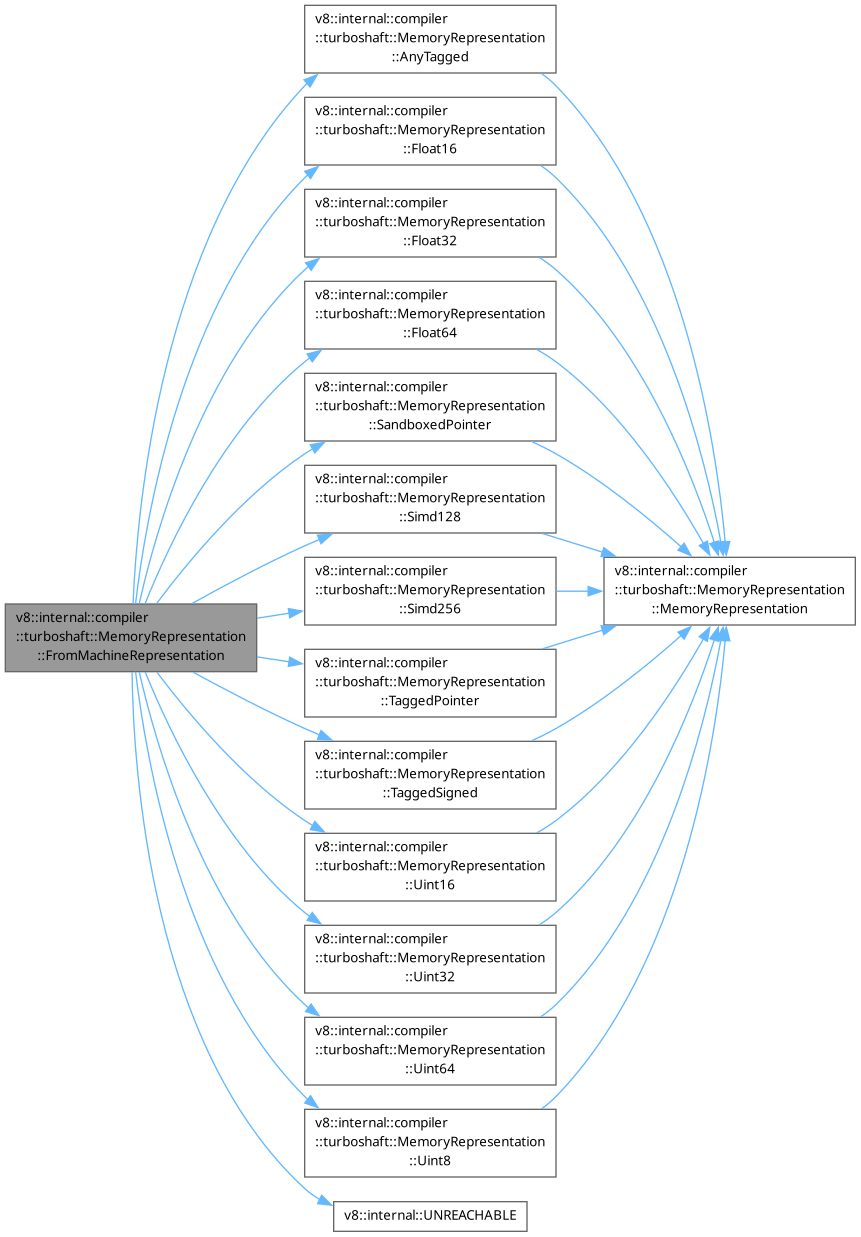 v8::internal::compiler
::turboshaft::MemoryRepresentation
::AnyTagged
v8::internal::compiler
::turboshaft::MemoryRepresentation
::Float16
v8::internal::compiler
::turboshaft::MemoryRepresentation
::Float32
v8::internal::compiler
::turboshaft::MemoryRepresentation
::Float64
v8::internal::compiler
::turboshaft::MemoryRepresentation
::SandboxedPointer
v8::internal::compiler
::turboshaft::MemoryRepresentation
::Simd128
v8::internal::compiler
::turboshaft::MemoryRepresentation
::Simd256
v8::internal::compiler
::turboshaft::MemoryRepresentation
::MemoryRepresentation
v8::internal::compiler
::turboshaft::MemoryRepresentation
::FromMachineRepresentation
v8::internal::compiler
::turboshaft::MemoryRepresentation
::TaggedPointer
v8::internal::compiler
::turboshaft::MemoryRepresentation
::TaggedSigned
v8::internal::compiler
::turboshaft::MemoryRepresentation
::Uint16
v8::internal::compiler
::turboshaft::MemoryRepresentation
::Uint32
v8::internal::compiler
::turboshaft::MemoryRepresentation
::Uint64
v8::internal::compiler
::turboshaft::MemoryRepresentation
::Uint8
v8::internal::UNREACHABLE